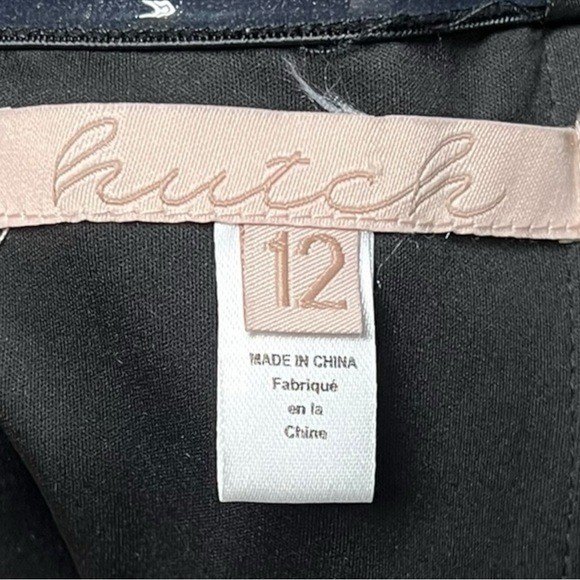 hutch
12
MADE IN CHINA
Fabriqué
en la
Chine